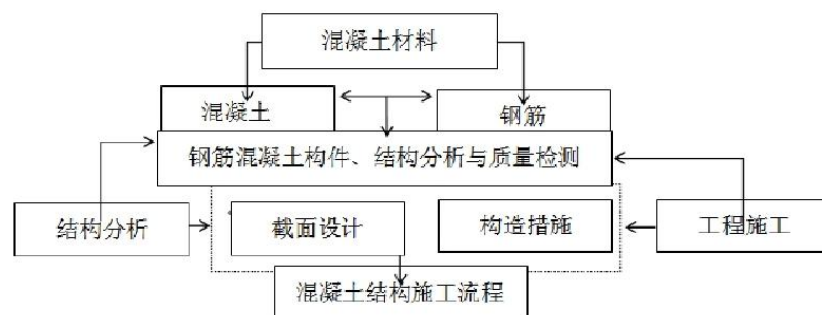 混凝土材料
混凝土
钢筋
钢筋混凝土构件、结构分析与质量检测
结构分析
截面设计
构造措施
工程施工
混凝土结构施工流程